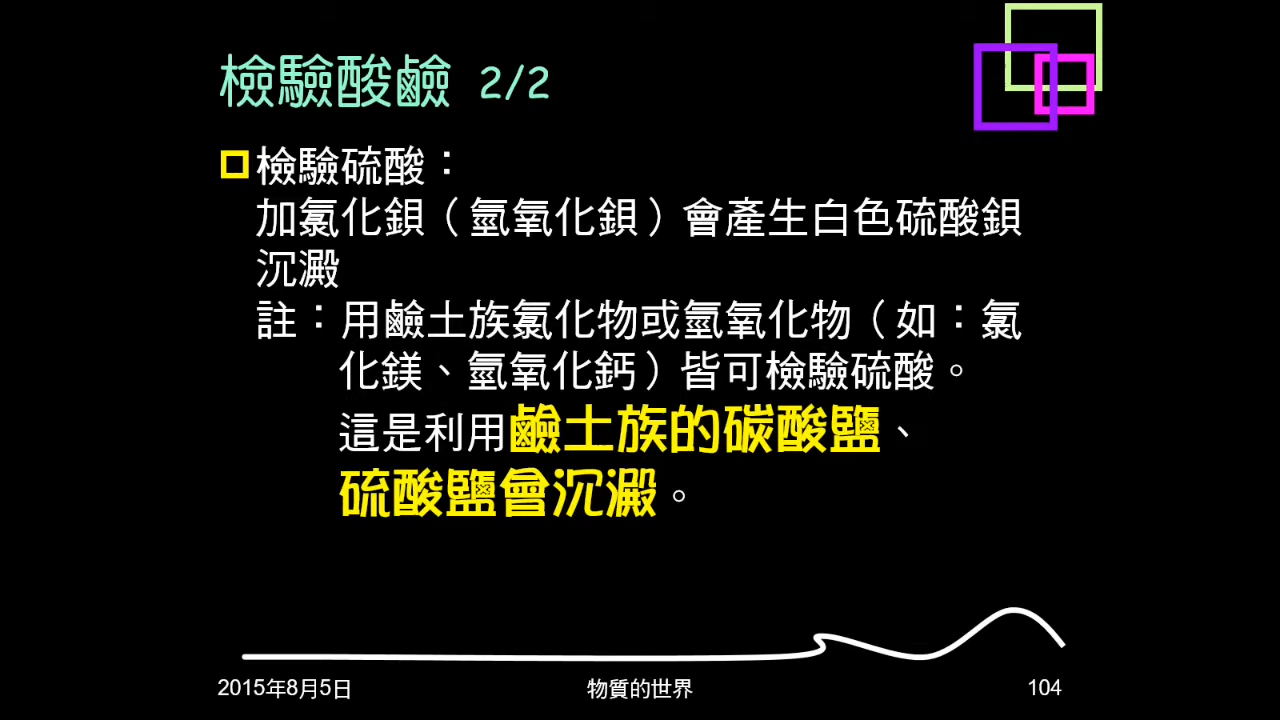 檢驗酸鹼 2/2
檢驗硫酸：
加氯化鋇（氫氧化鋇）會產生白色硫酸鋇
沉澱
註：用鹼土族氯化物或氫氧化物（如：氯
化鎂、氫氧化鈣）皆可檢驗硫酸。
這是利用鹼土族的碳酸鹽、
硫酸鹽會沉澱。
2015年8月5日
物質的世界
104